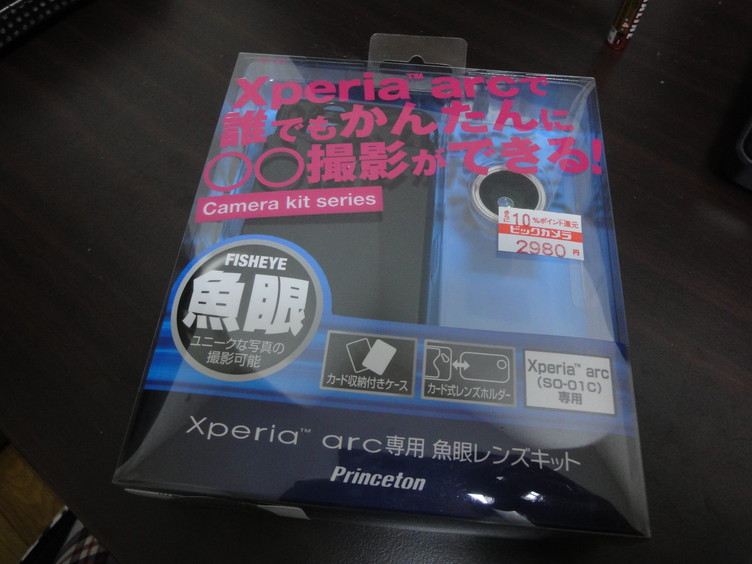 Xperia™ arcで
誰でもかんたんに
○○撮影ができる!
Camera kit series
10%ポイント還元
ビックカメラ
2980円
FISHEYE
魚眼
ユニークな写真の
撮影可能
カード収納付きケース
カード式レンズホルダー
Xperia™ arc
(SO-01C)
専用
Xperia™ arc専用 魚眼レンズキット
Princeton